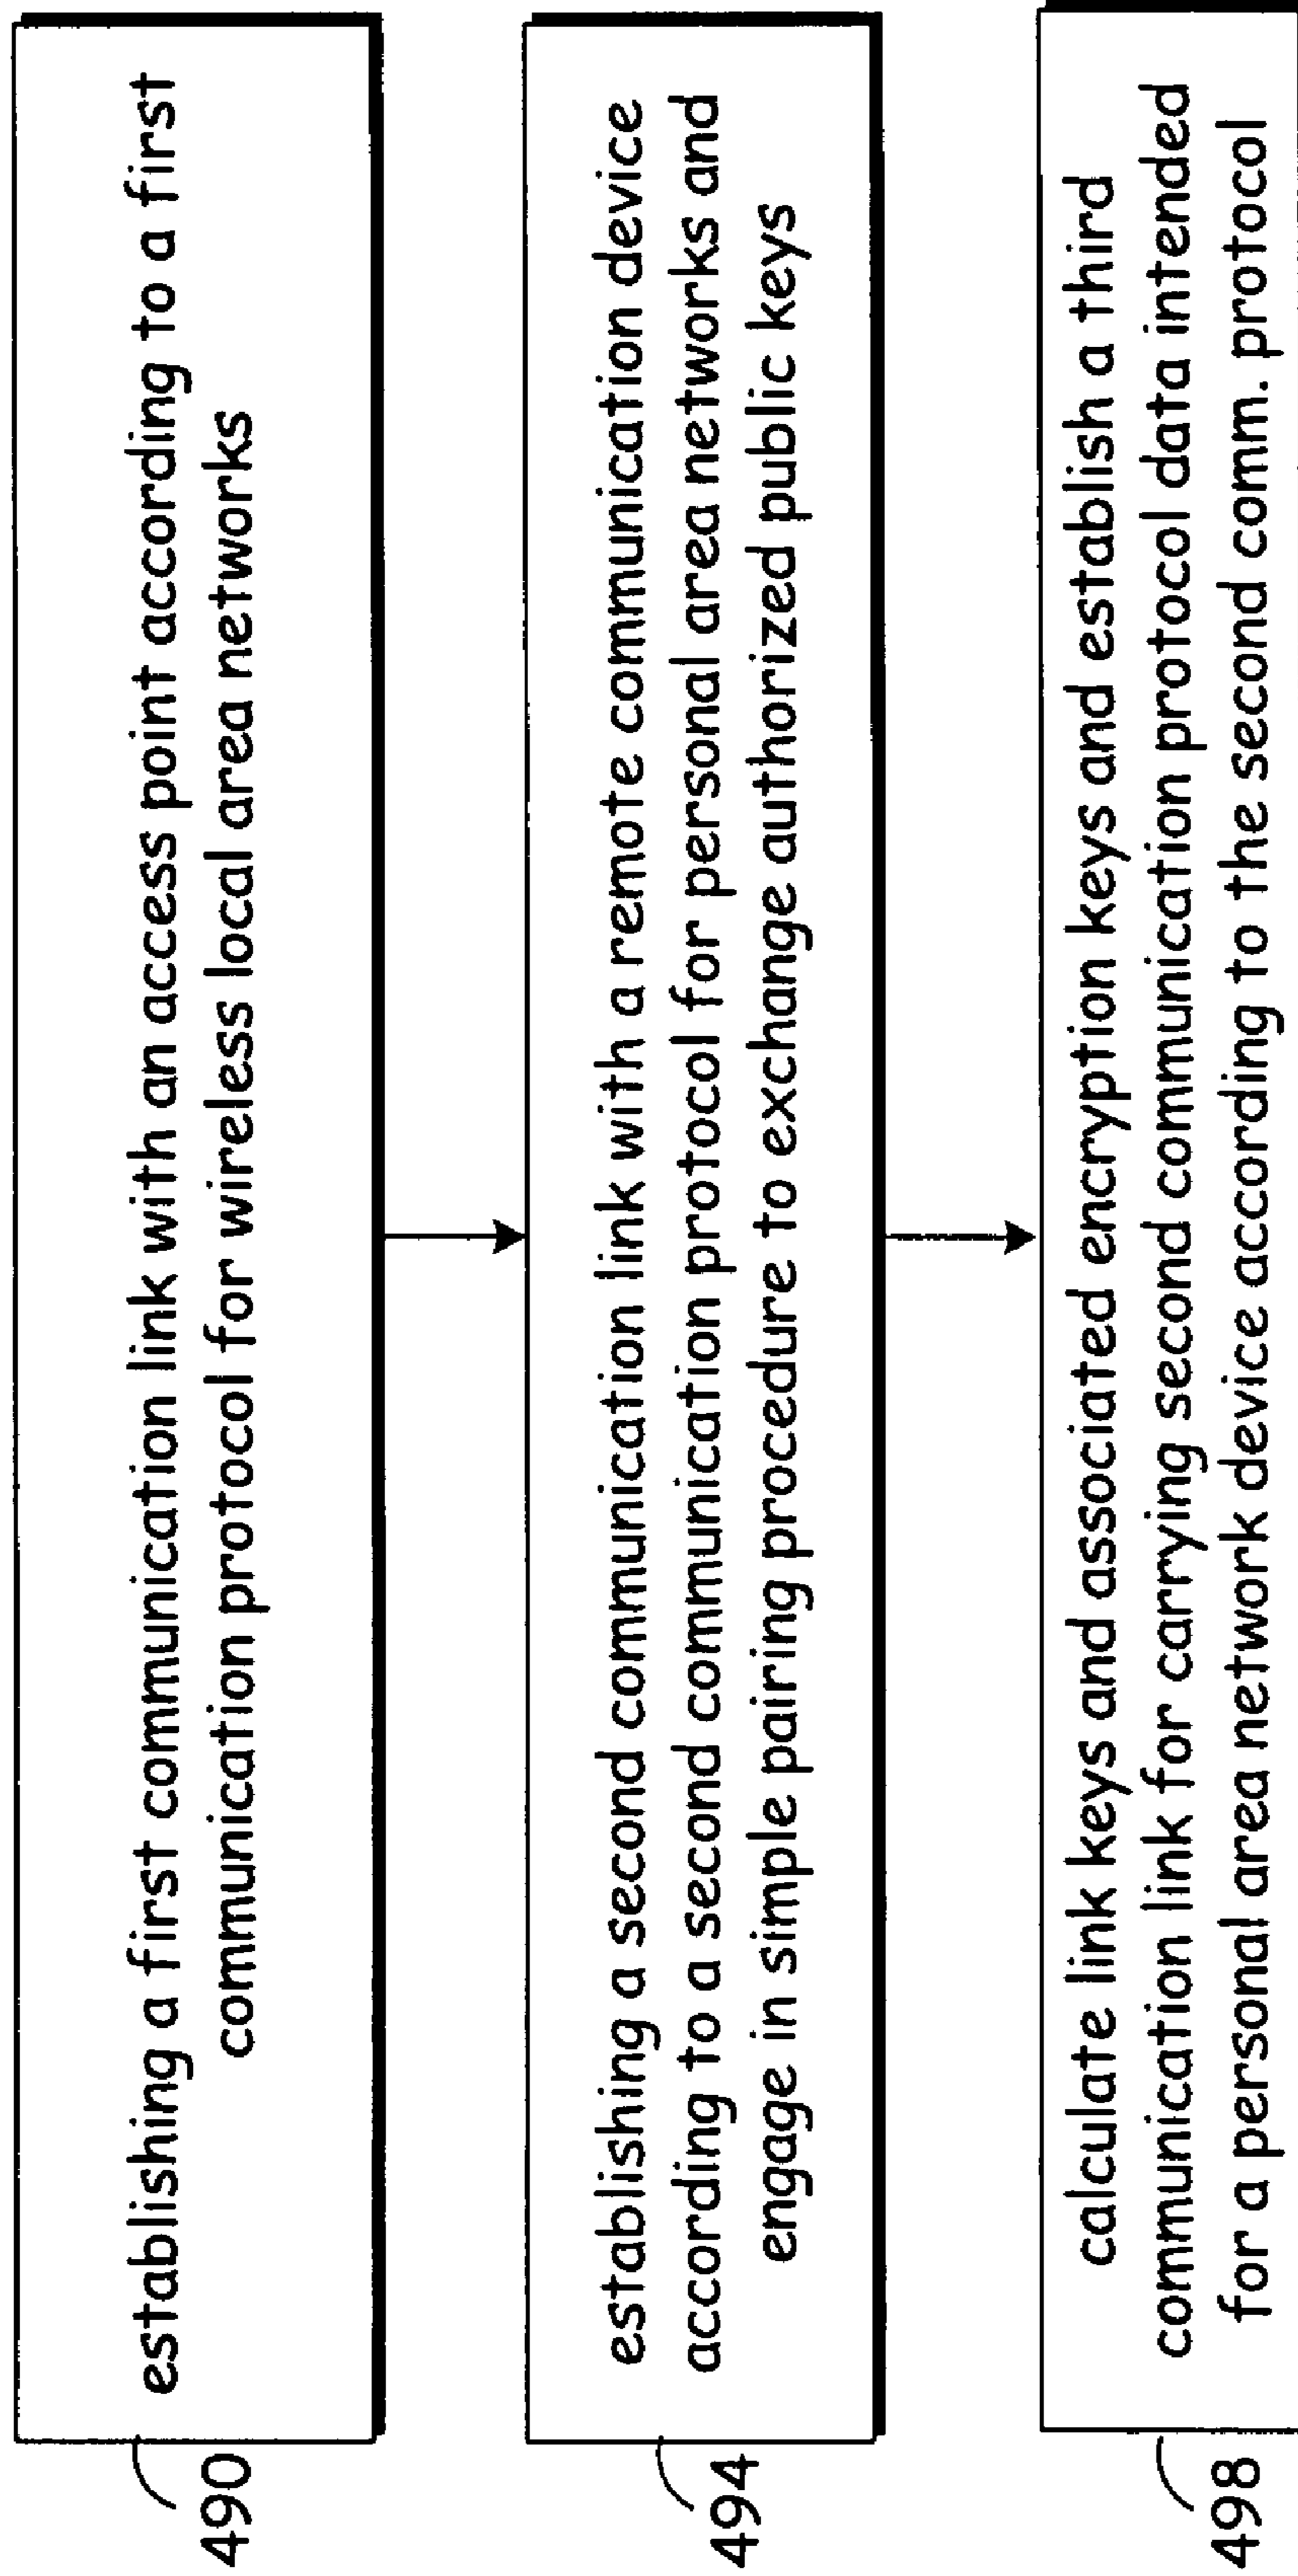 establishing a first communication link with an access point according to a first
communication protocol for wireless local area networks
490
establishing a second communication link with a remote communication device
according to a second communication protocol for personal area networks and
engage in simple pairing procedure to exchange authorized public keys
494
calculate link keys and associated encryption keys and establish a third
communication link for carrying second communication protocol data intended
for a personal area network device according to the second comm. protocol
498